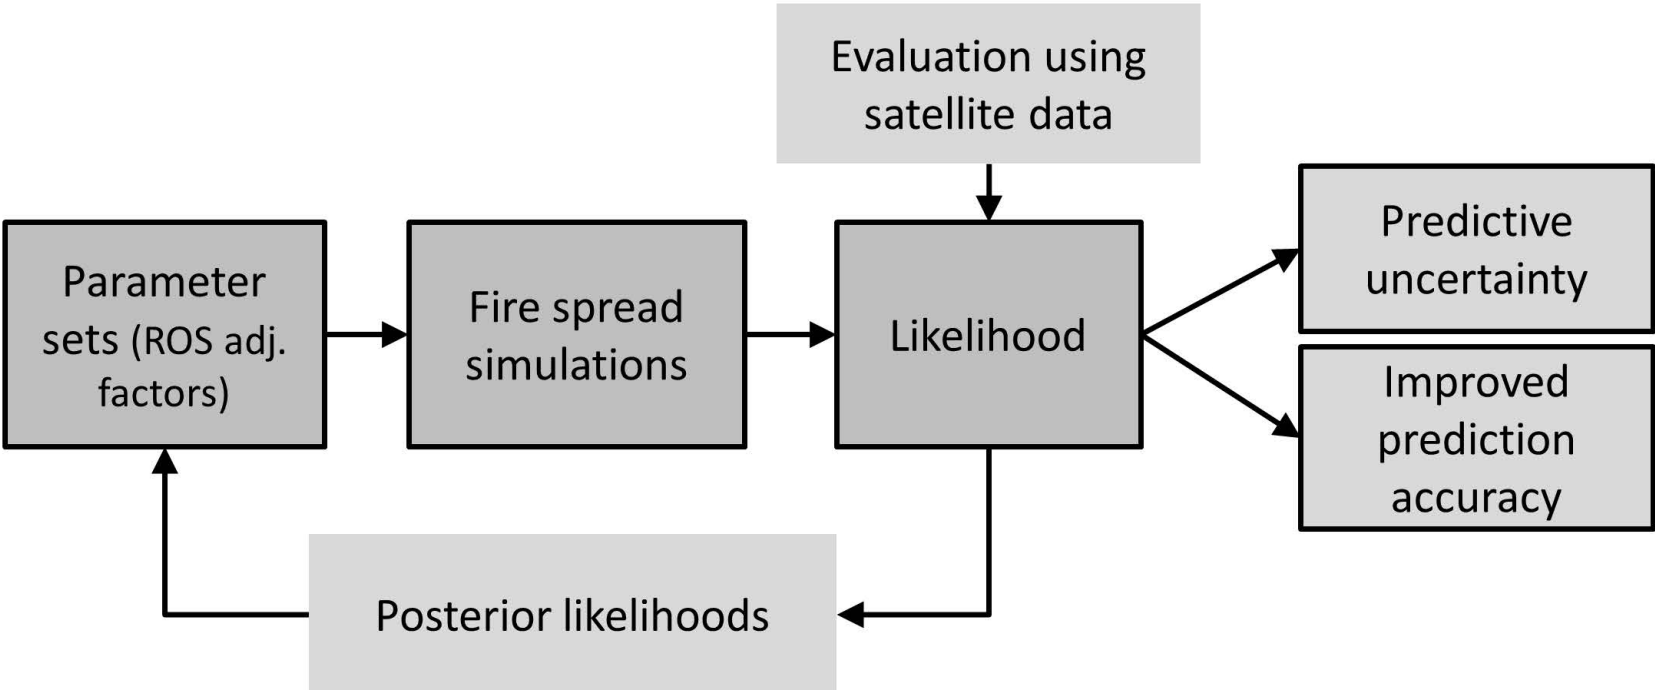 Evaluation using
satellite data
Parameter
sets (ROS adj.
factors)
Fire spread
simulations
Likelihood
Predictive
uncertainty
Improved
prediction
accuracy
Posterior likelihoods